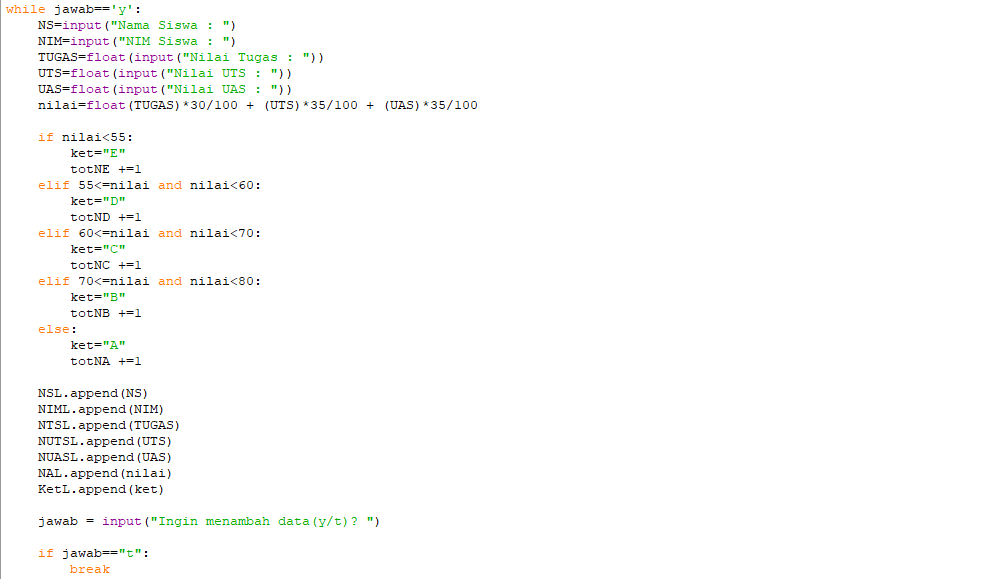 while jawab=='y':
    NS=input("Nama Siswa : ")
    NIM=input("NIM Siswa : ")
    TUGAS=float(input("Nilai Tugas : "))
    UTS=float(input("Nilai UTS : "))
    UAS=float(input("Nilai UAS : "))
    nilai=float(TUGAS)*30/100 + (UTS)*35/100 + (UAS)*35/100
    if nilai<55:
        ket="E"
        totNE +=1
    elif 55<=nilai and nilai<60:
        ket="D"
        totND +=1
    elif 60<=nilai and nilai<70:
        ket="C"
        totNC +=1
    elif 70<=nilai and nilai<80:
        ket="B"
        totNB +=1
    else:
        ket="A"
        totNA +=1
    NSL.append(NS)
    NIML.append(NIM)
    NTSL.append(TUGAS)
    NUTSL.append(UTS)
    NUASL.append(UAS)
    NAL.append(nilai)
    KetL.append(ket)
    jawab = input("Ingin menambah data(y/t)? ")
    if jawab=="t":
        break